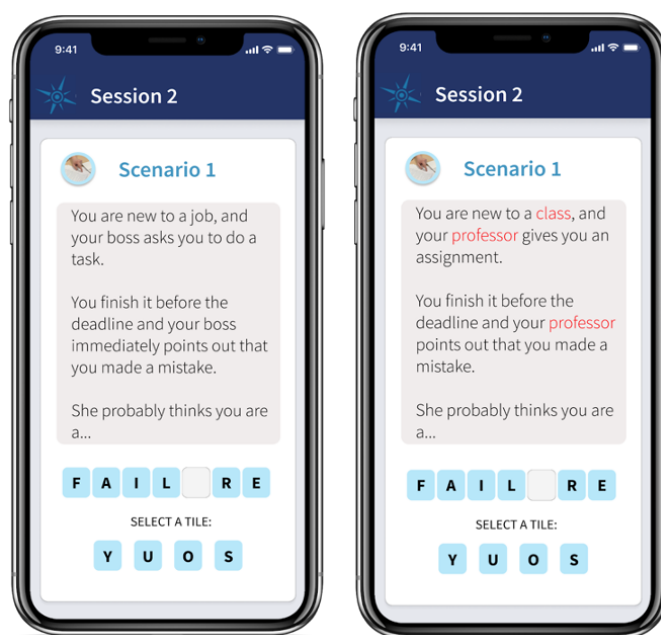 9:41
Session 2
Scenario 1
You are new to a job, and
your boss asks you to do a
task.
You finish it before the
deadline and your boss
immediately points out that
you made a mistake.
She probably thinks you are
a...
F A I L R E
SELECT A TILE:
Y U O S
9:41
Session 2
Scenario 1
You are new to a class, and
your professor gives you an
assignment.
You finish it before the
deadline and your professor
points out that you made a
mistake.
She probably thinks you are
a...
F A I L R E
SELECT A TILE:
Y U O S